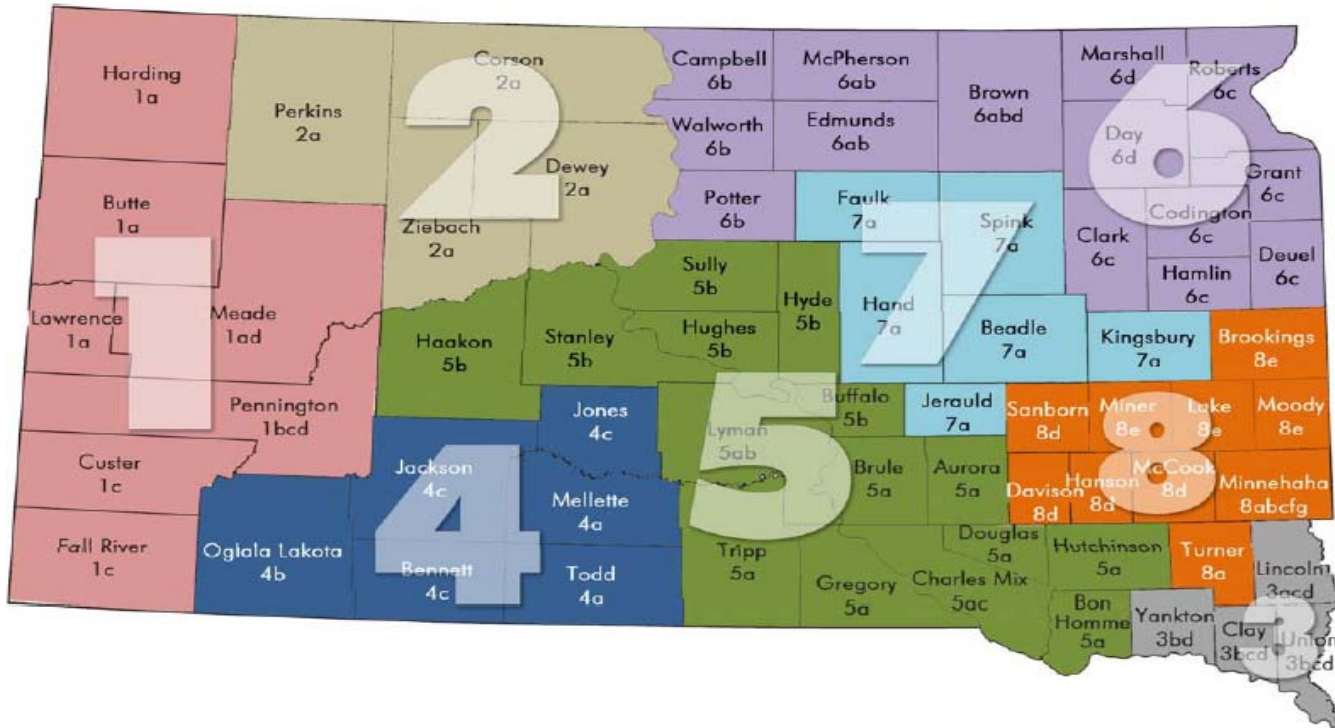 Harding
1a
Perkins
2a
Corson
2a
Campbell
6b
McPherson
6ab
Brown
6abd
Marshall
6d
Roberts
6c
Walworth
6b
Edmunds
6ab
Day
6d
Butte
1a
Dewey
2a
Ziebach
2a
Potter
6b
Faulk
7a
Spink
7a
Grant
6c
Codington
6c
Clark
6c
Hamlin
6c
Deuel
6c
2
6
1
7
Lawrence
1a
Meade
1ad
Haakon
5b
Stanley
5b
Sully
5b
Hughes
5b
Hyde
5b
Hand
7a
Beadle
7a
Kingsbury
7a
Brookings
8e
Pennington
1bcd
Custer
1c
Fall River
1c
Jones
4c
Jackson
4c
Mellette
4a
Oglala Lakota
4b
Bennett
4c
Todd
4a
4
Lyman
5ab
Buffalo
5b
Jerauld
7a
Brule
5a
Aurora
5a
Tripp
5a
Gregory
5a
Charles Mix
5ac
Douglas
5a
Hutchinson
5a
Bon
Homme
5a
5
Sanborn
8d
Miner
8e
Lake
8e
Moody
8e
Davison
8d
Hanson
8d
McCook
8d
Minnehaha
8abcfg
Turner
8a
8
Lincoln
3acd
Yankton
3bd
Clay
3bcd
Union
3bcd
3